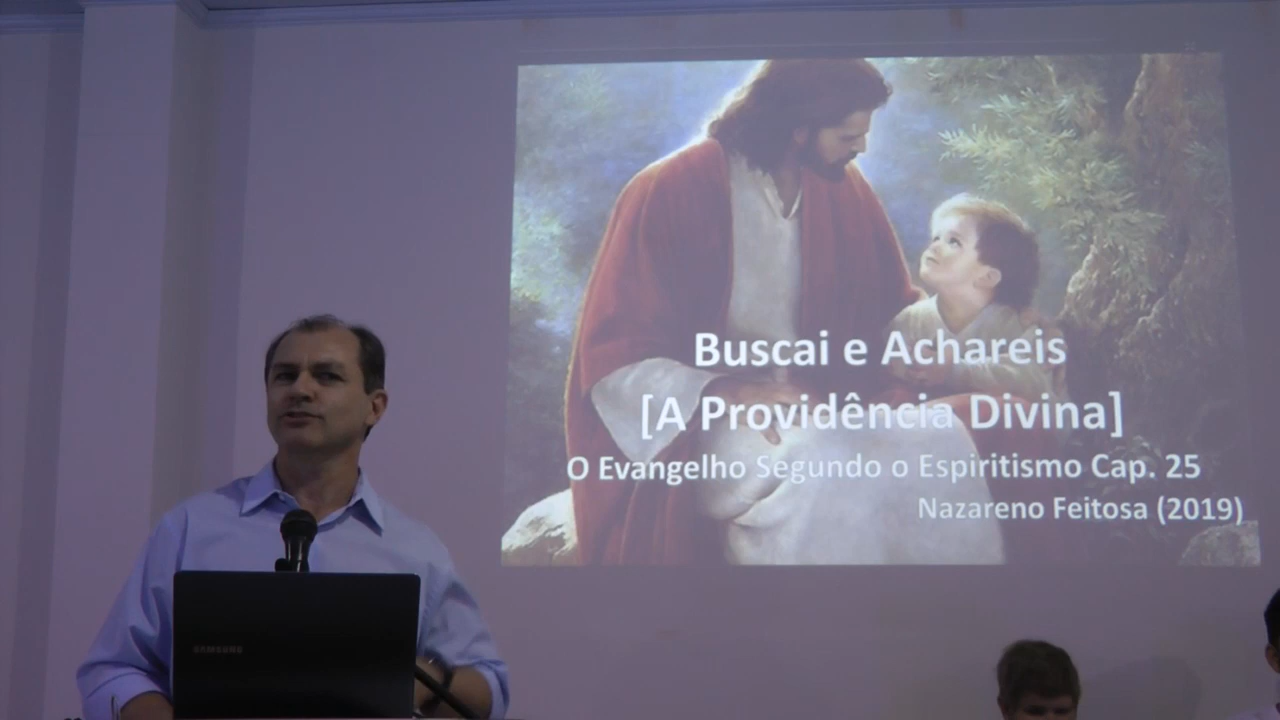 Buscai e Achareis
[A Providência Divina]
O Evangelho Segundo o Espiritismo Cap. 25
Nazareno Feitosa (2019)
SAMSUNG